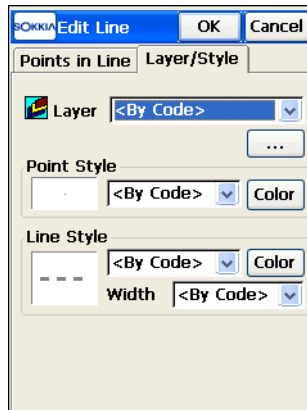 SOKKIA Edit Line OK Cancel
Points in Line Layer/Style
Layer <By Code>
...
Point Style
<By Code> Color
Line Style
<By Code> Color
Width <By Code>